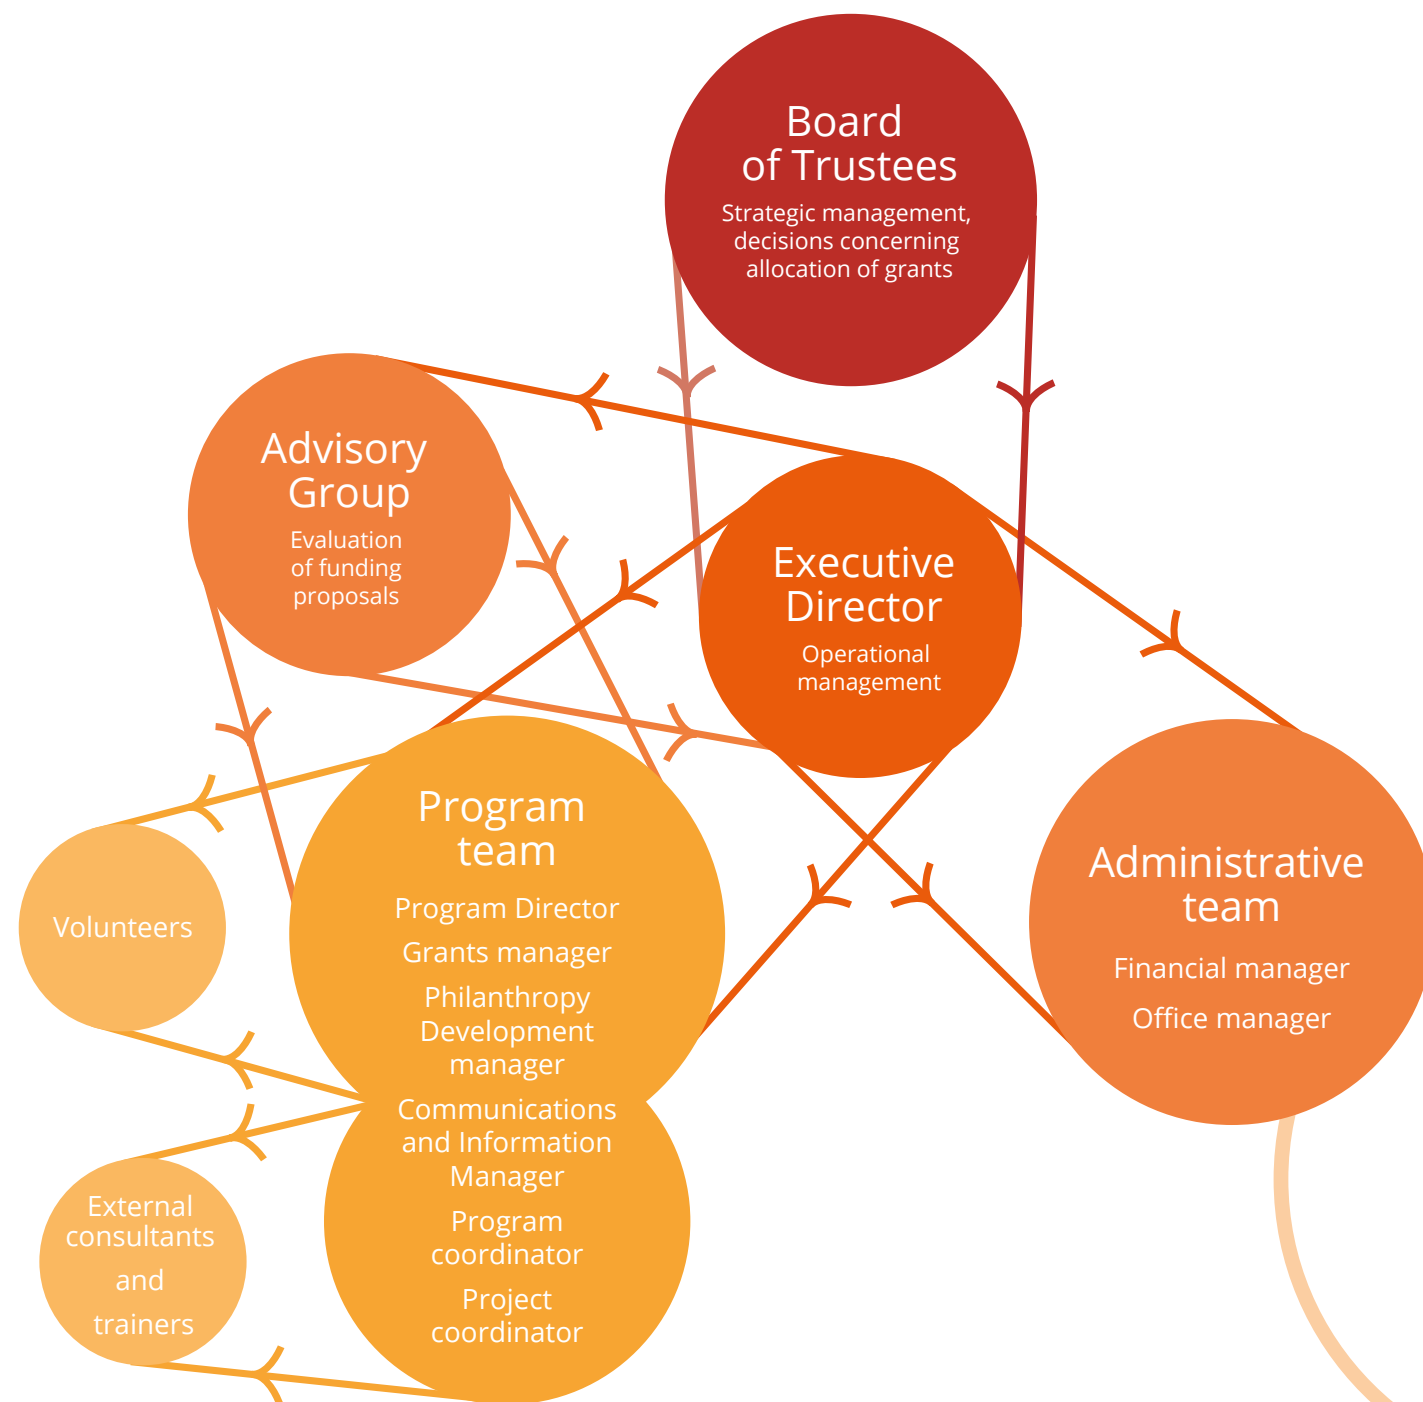 Board
of Trustees
Strategic management,
decisions concerning
allocation of grants
Advisory
Group
Evaluation
of funding
proposals
Executive
Director
Operational
management
Program
team
Program Director
Grants manager
Philanthropy
Development
manager
Communications
and Information
Manager
Program
coordinator
Project
coordinator
Administrative
team
Financial manager
Office manager
Volunteers
External
consultants
and
trainers